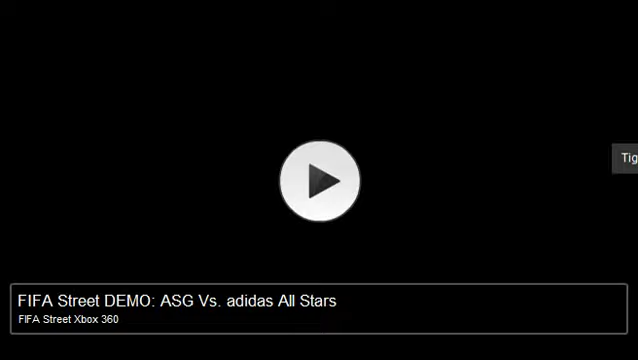 Tig
FIFA Street DEMO: ASG Vs. adidas All Stars
FIFA Street Xbox 360